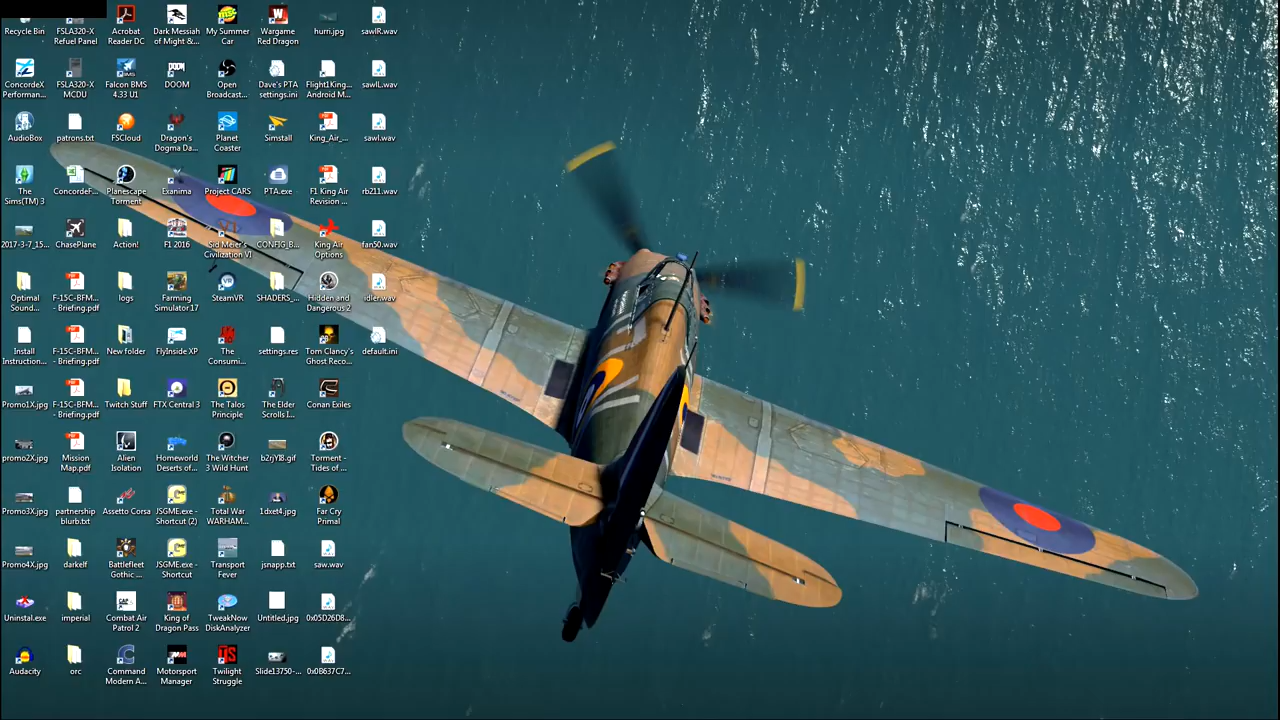 Recycle Bin
FSLA320-X
Refuel Panel
Acrobat
Reader DC
Dark Messiah
of Might &...
My Summer
Car
Wargame
Red Dragon
hurri.jpg
sawlR.wav
ConcordeX
Performan...
FSLA320-X
MCDU
Falcon BMS
4.33 U1
DOOM
Open
Broadcast...
Dave's PTA
settings.ini
Flight1King...
Android M...
sawlL.wav
AudioBox
patrons.txt
FSCloud
Dragon's
Dogma Da...
Planet
Coaster
Simstall
King_Air_...
sawl.wav
The
Sims(TM) 3
ConcordeF...
Planescape
Torment
Exanima
Project CARS
PTA.exe
F1 King Air
Revision ...
rb211.wav
2017-3-7_15...
ChasePlane
Action!
F1 2016
Sid Meier's
Civilization VI
CONFIG_B...
King Air
Options
fan50.wav
Optimal
Sound...
F-15C-BFM...
- Briefing.pdf
logs
Farming
Simulator 17
SteamVR
SHADERS_...
Hidden and
Dangerous 2
idler.wav
Install
Instruction...
F-15C-BFM...
- Briefing.pdf
New folder
FlyInside XP
The
Consumi...
settings.res
Tom Clancy's
Ghost Reco...
default.ini
Promo1X.jpg
F-15C-BFM...
- Briefing.pdf
Twitch Stuff
FTX Central 3
The Talos
Principle
The Elder
Scrolls I...
Conan Exiles
promo2X.jpg
Mission
Map.pdf
Alien
Isolation
Homeworld
Deserts of...
The Witcher
3 Wild Hunt
b2rjYI8.gif
Torment -
Tides of ...
Promo3X.jpg
partnership
blurb.txt
Assetto Corsa
JSGME.exe -
Shortcut (2)
Total War
WARHAM...
1dxet4.jpg
Far Cry
Primal
Promo4X.jpg
darkelf
Battlefleet
Gothic ...
JSGME.exe -
Shortcut
Transport
Fever
jsnapp.txt
saw.wav
Uninstal.exe
imperial
Combat Air
Patrol 2
King of
Dragon Pass
TweakNow
DiskAnalyzer
Untitled.jpg
0x05D26D8...
Audacity
orc
Command
Modern A...
Motorsport
Manager
Twilight
Struggle
Slide13750-...
0x0B637C7...